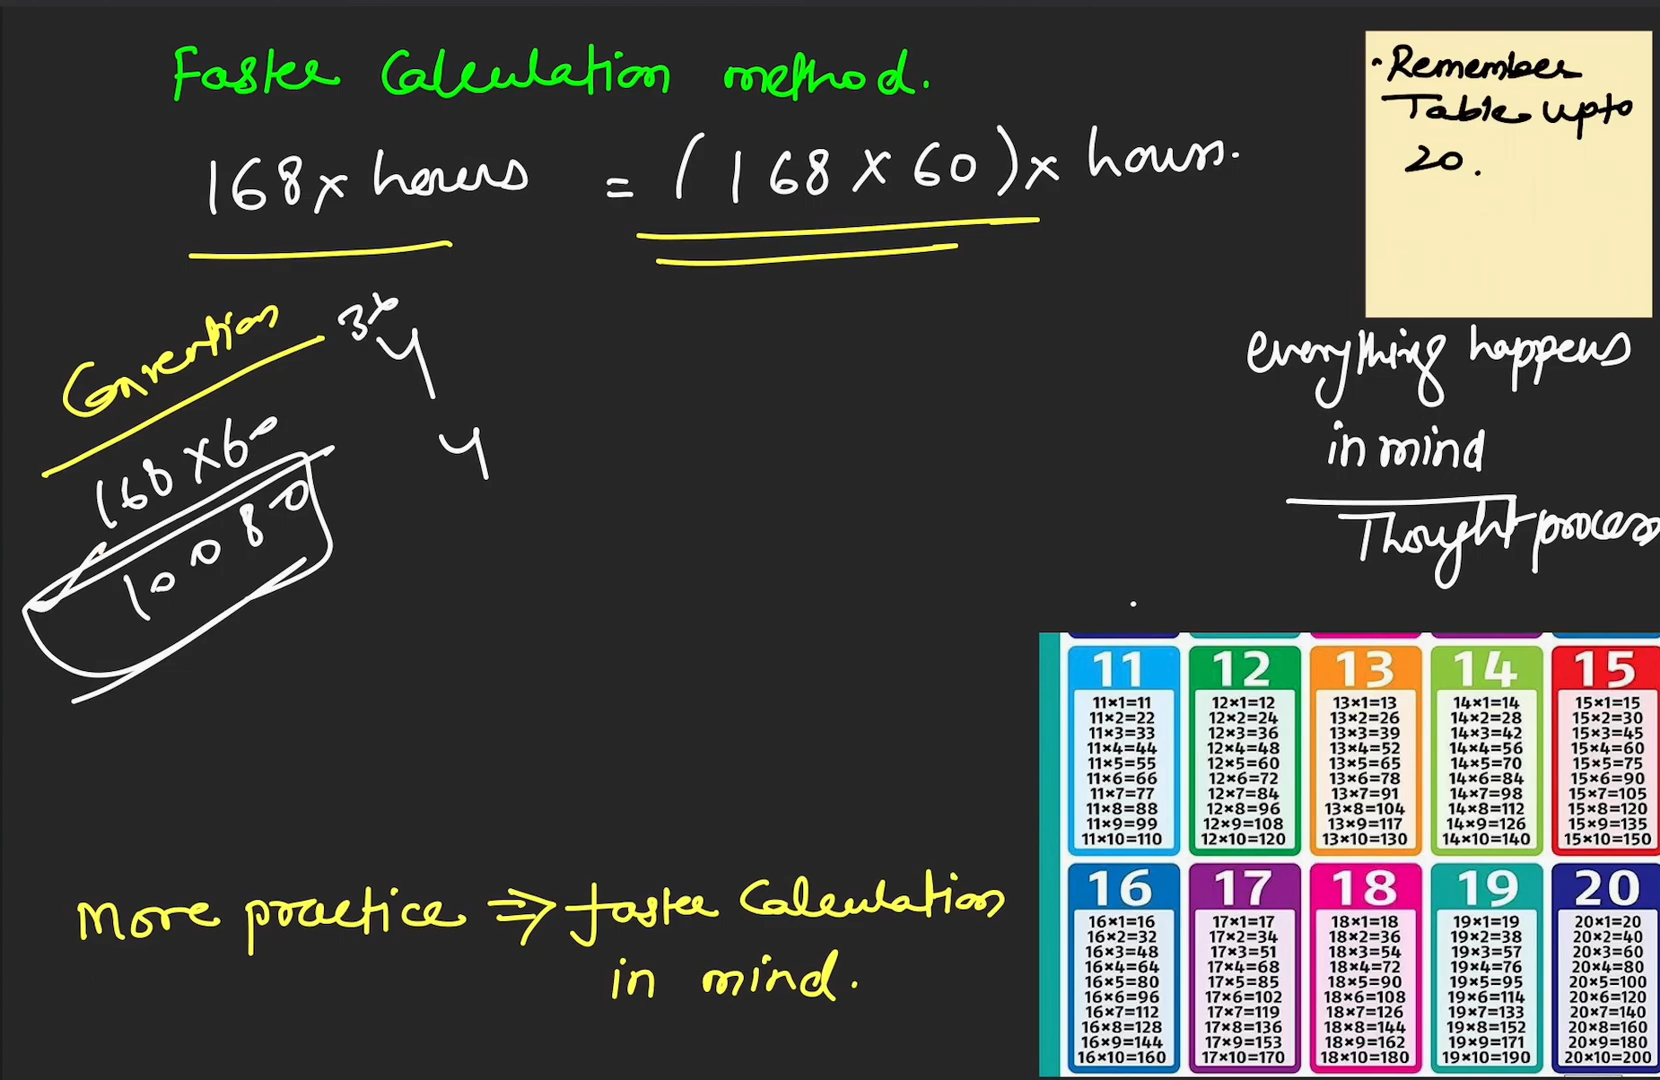 Faster Calculation method.
168 x hours = (168 X 60) x hours.
• Remember
Table upto
20.
Convention
168 X 60
10080
4
4
everything happens
in mind
Thought process
More practice ⇒ faster Calculation
in mind.
11 12 13 14 15
11×1=11 12×1=12 13×1=13 14×1=14 15×1=15
11×2=22 12×2=24 13×2=26 14×2=28 15×2=30
11×3=33 12×3=36 13×3=39 14×3=42 15×3=45
11×4=44 12×4=48 13×4=52 14×4=56 15×4=60
11×5=55 12×5=60 13×5=65 14×5=70 15×5=75
11×6=66 12×6=72 13×6=78 14×6=84 15×6=90
11×7=77 12×7=84 13×7=91 14×7=98 15×7=105
11×8=88 12×8=96 13×8=104 14×8=112 15×8=120
11×9=99 12×9=108 13×9=117 14×9=126 15×9=135
11×10=110 12×10=120 13×10=130 14×10=140 15×10=150
16 17 18 19 20
16×1=16 17×1=17 18×1=18 19×1=19 20×1=20
16×2=32 17×2=34 18×2=36 19×2=38 20×2=40
16×3=48 17×3=51 18×3=54 19×3=57 20×3=60
16×4=64 17×4=68 18×4=72 19×4=76 20×4=80
16×5=80 17×5=85 18×5=90 19×5=95 20×5=100
16×6=96 17×6=102 18×6=108 19×6=114 20×6=120
16×7=112 17×7=119 18×7=126 19×7=133 20×7=140
16×8=128 17×8=136 18×8=144 19×8=152 20×8=160
16×9=144 17×9=153 18×9=162 19×9=171 20×9=180
16×10=160 17×10=170 18×10=180 19×10=190 20×10=200